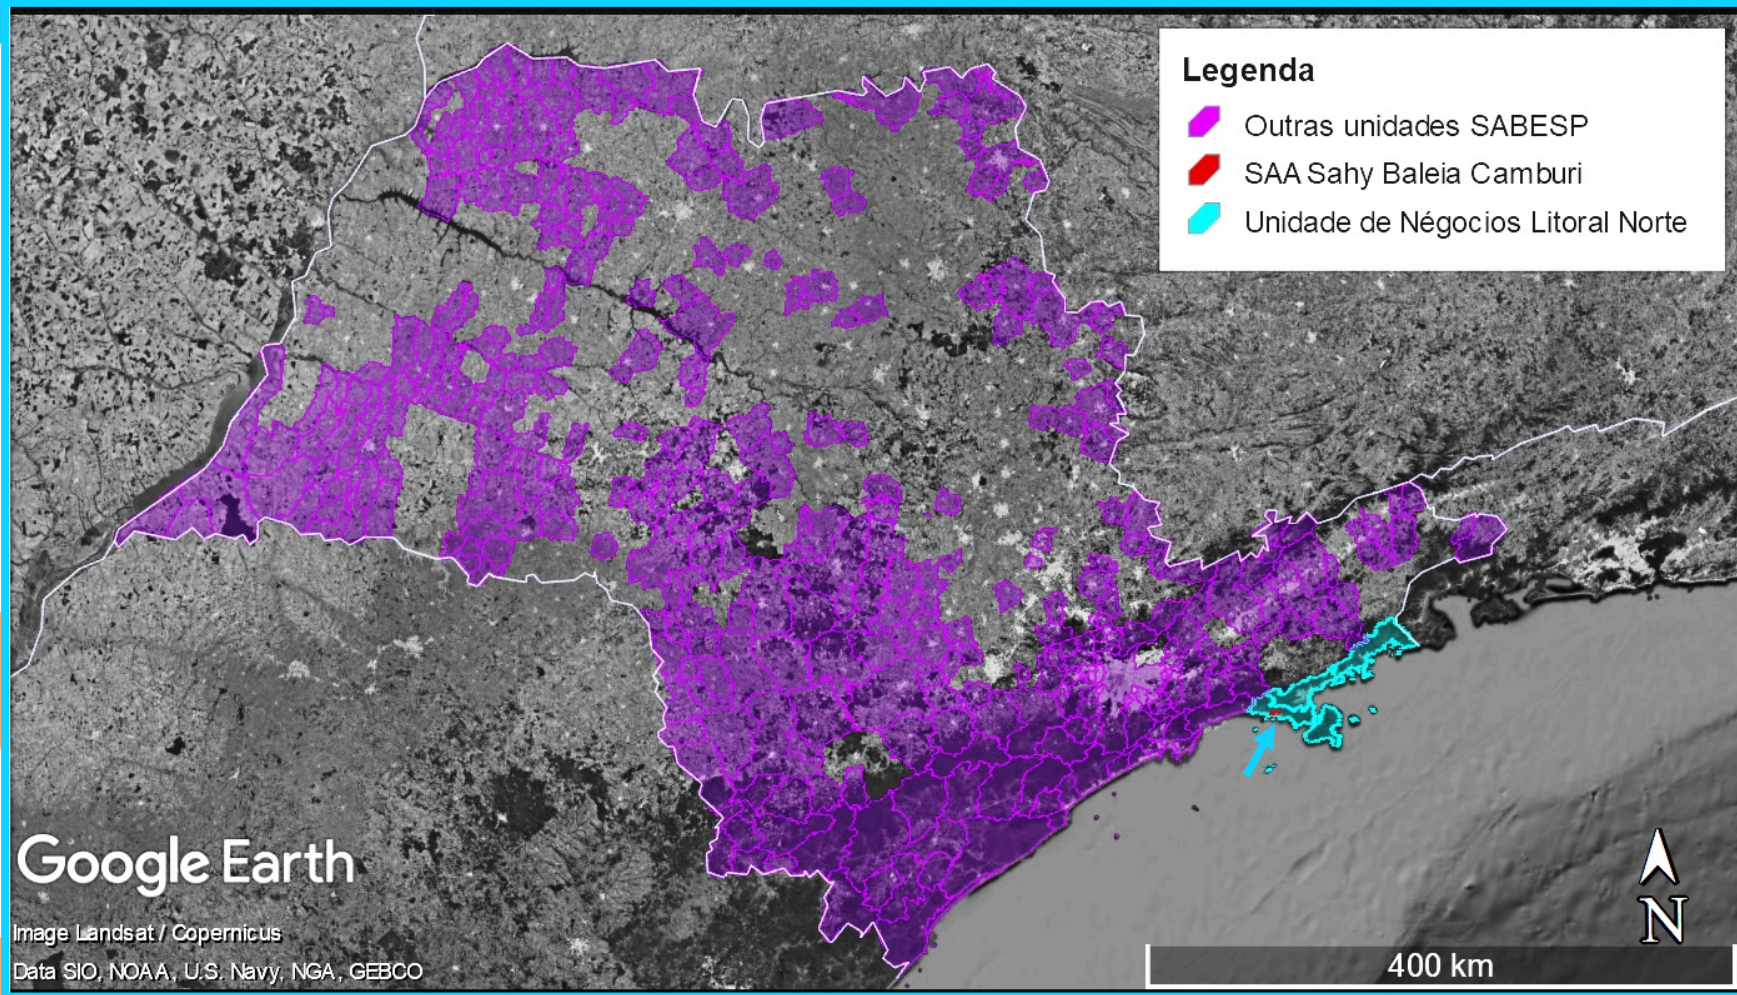 Legenda
Outras unidades SABESP
SAA Sahy Baleia Camburi
Unidade de Négocios Litoral Norte
Google Earth
Image Landsat / Copernicus
Data SIO, NOAA, U.S. Navy, NGA, GEBCO
N
400 km